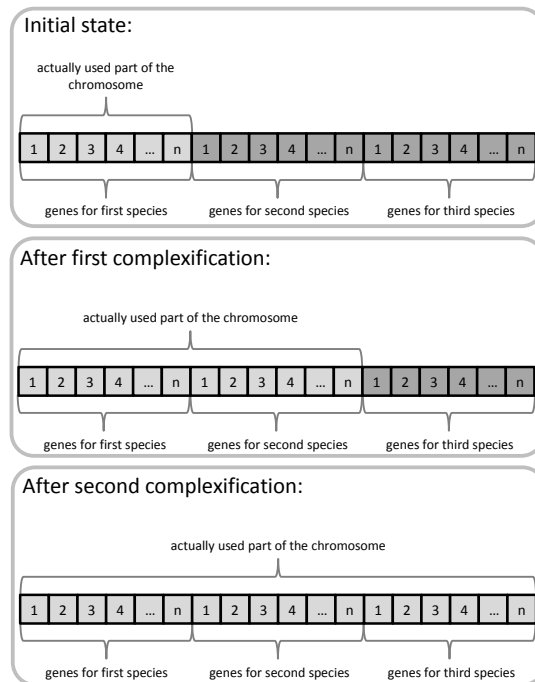 Initial state:
actually used part of the
chromosome
1 2 3 4 ... n 1 2 3 4 ... n 1 2 3 4 ... n
genes for first species genes for second species genes for third species
After first complexification:
actually used part of the chromosome
1 2 3 4 ... n 1 2 3 4 ... n 1 2 3 4 ... n
genes for first species genes for second species genes for third species
After second complexification:
actually used part of the chromosome
1 2 3 4 ... n 1 2 3 4 ... n 1 2 3 4 ... n
genes for first species genes for second species genes for third species